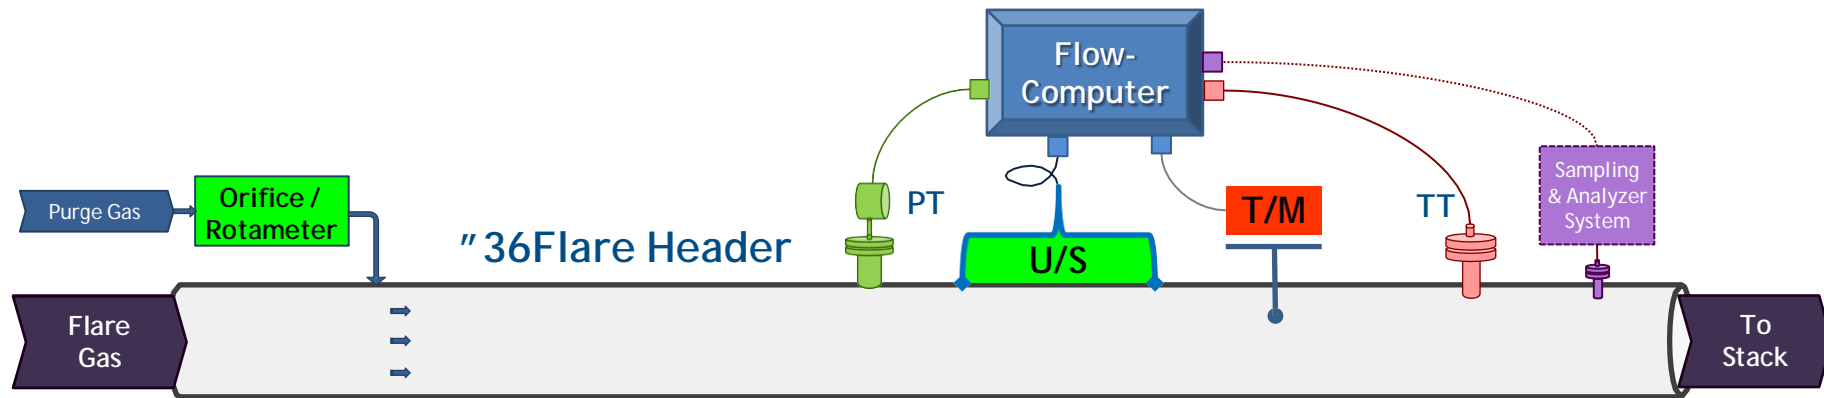 Flow-
Computer
Purge Gas
Orifice /
Rotameter
"36Flare Header
PT
U/S
T/M
TT
Sampling
& Analyzer
System
Flare
Gas
To
Stack